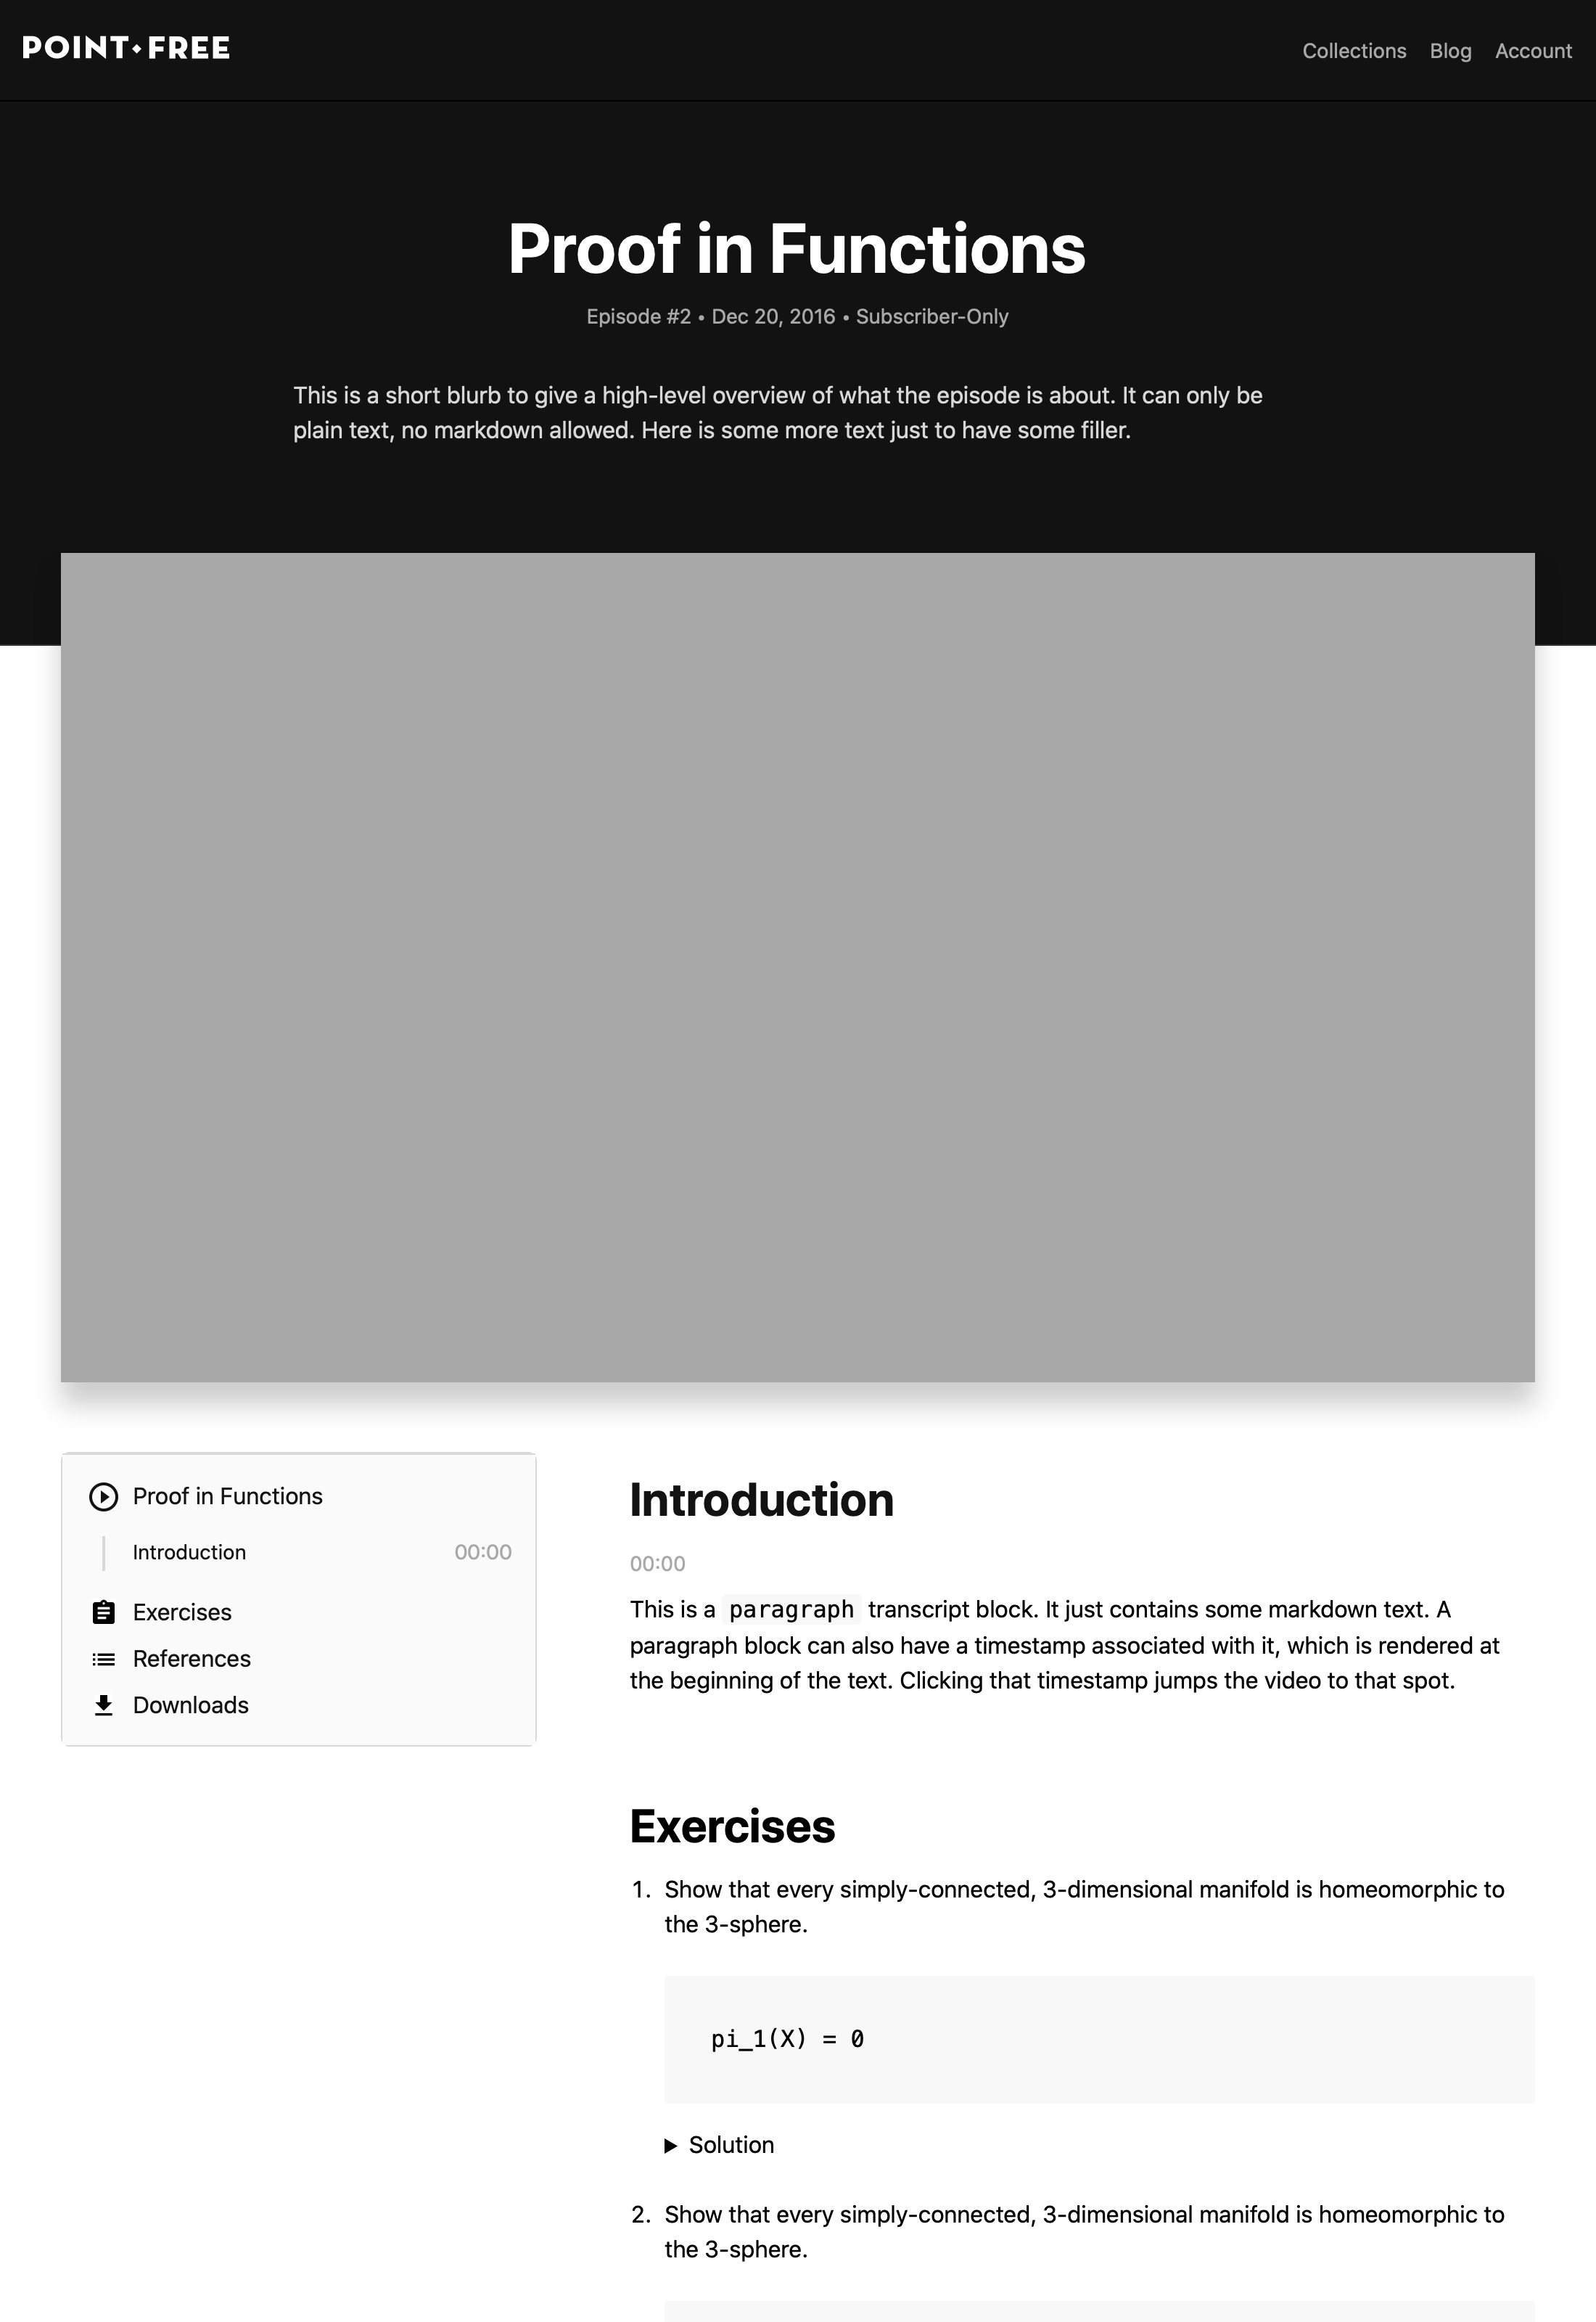 POINT•FREE
Collections Blog Account
Proof in Functions
Episode #2 • Dec 20, 2016 • Subscriber-Only
This is a short blurb to give a high-level overview of what the episode is about. It can only be
plain text, no markdown allowed. Here is some more text just to have some filler.
Proof in Functions
Introduction 00:00
Exercises
References
Downloads
Introduction
00:00
This is a paragraph transcript block. It just contains some markdown text. A
paragraph block can also have a timestamp associated with it, which is rendered at
the beginning of the text. Clicking that timestamp jumps the video to that spot.
Exercises
1. Show that every simply-connected, 3-dimensional manifold is homeomorphic to
the 3-sphere.
pi_1(X) = 0
▶ Solution
2. Show that every simply-connected, 3-dimensional manifold is homeomorphic to
the 3-sphere.